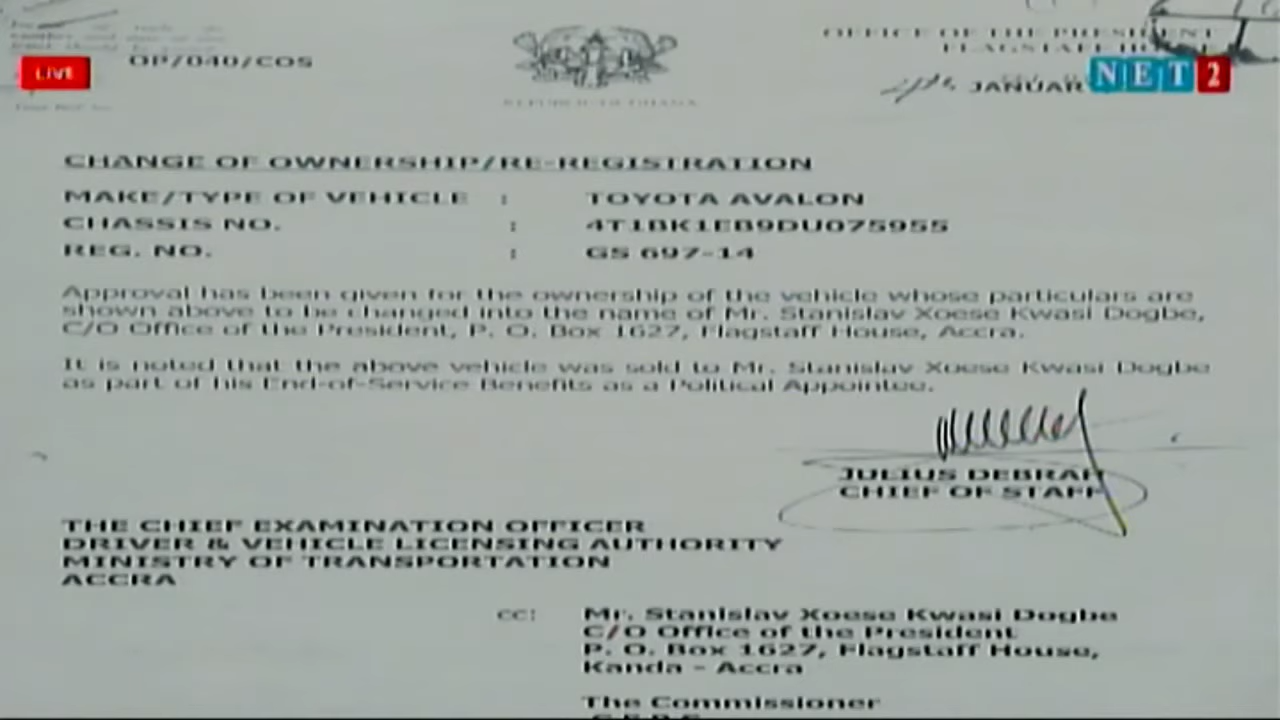 OP/040/COS
LIVE
OFFICE OF THE PRESIDENT
FLAGSTAFF HOUSE
REPUBLIC OF GHANA
JANUAR
NET2
CHANGE OF OWNERSHIP/RE-REGISTRATION
MAKE/TYPE OF VEHICLE : TOYOTA AVALON
CHASSIS NO. : 4T1BK1EB9DU075955
REG. NO. : GS 697-14
Approval has been given for the ownership of the vehicle whose particulars are
shown above to be changed into the name of Mr. Stanislav Xoese Kwasi Dogbe,
C/O Office of the President, P. O. Box 1627, Flagstaff House, Accra.
It is noted that the above vehicle was sold to Mr. Stanislav Xoese Kwasi Dogbe
as part of his End-of-Service Benefits as a Political Appointee.
JULIUS DEBRAH
CHIEF OF STAFF
THE CHIEF EXAMINATION OFFICER
DRIVER & VEHICLE LICENSING AUTHORITY
MINISTRY OF TRANSPORTATION
ACCRA
cc: Mr. Stanislav Xoese Kwasi Dogbe
C/O Office of the President
P. O. Box 1627, Flagstaff House,
Kanda – Accra
The Commissioner